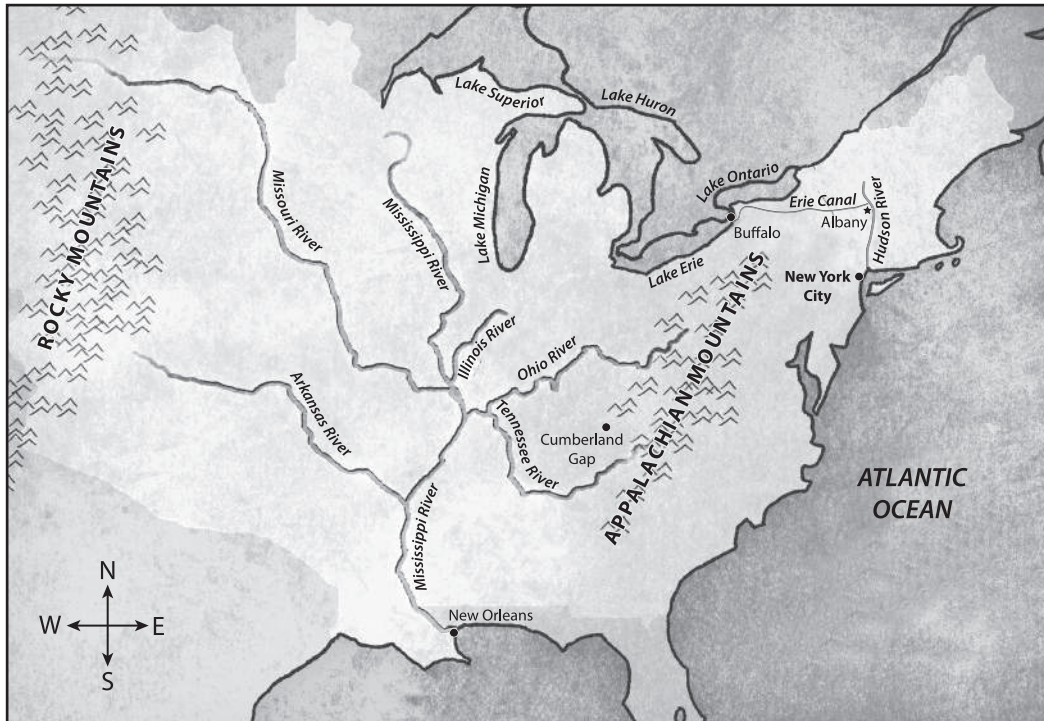 Lake Superior
Lake Huron
ROCKY MOUNTAINS
Missouri River
Mississippi River
Lake Michigan
Lake Ontario
Erie Canal
Hudson River
Albany
Buffalo
Lake Erie
New York
City
Illinois River
Ohio River
APPALACHIAN MOUNTAINS
Arkansas River
Tennessee River
Cumberland
Gap
ATLANTIC
OCEAN
Mississippi River
New Orleans
N
W
E
S